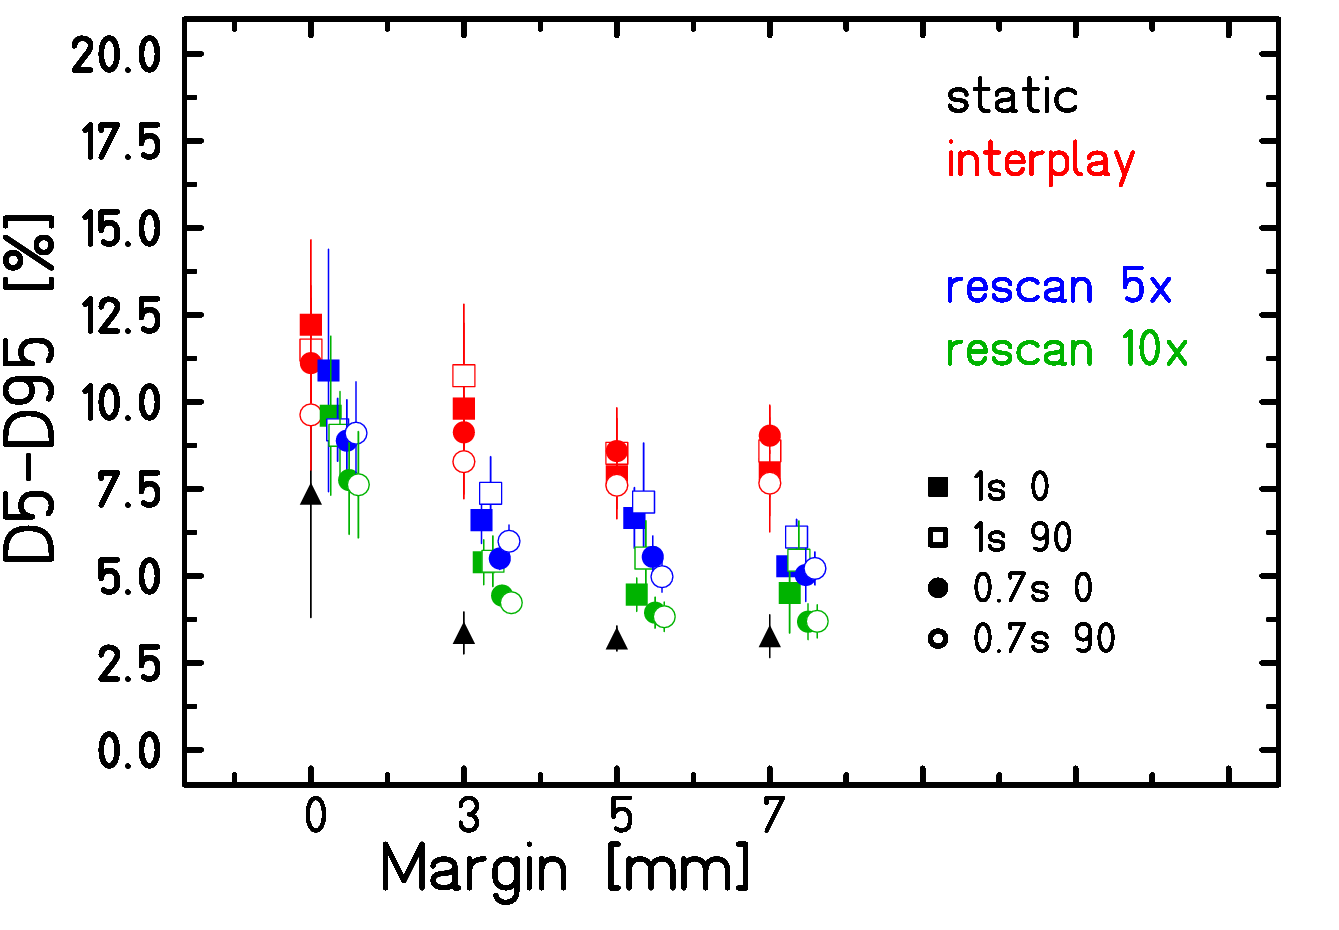 20.0
17.5
15.0
12.5
10.0
7.5
5.0
2.5
0.0
D5-D95 [%]
0 3 5 7
Margin [mm]
static
interplay
rescan 5x
rescan 10x
1s 0
1s 90
0.7s 0
0.7s 90